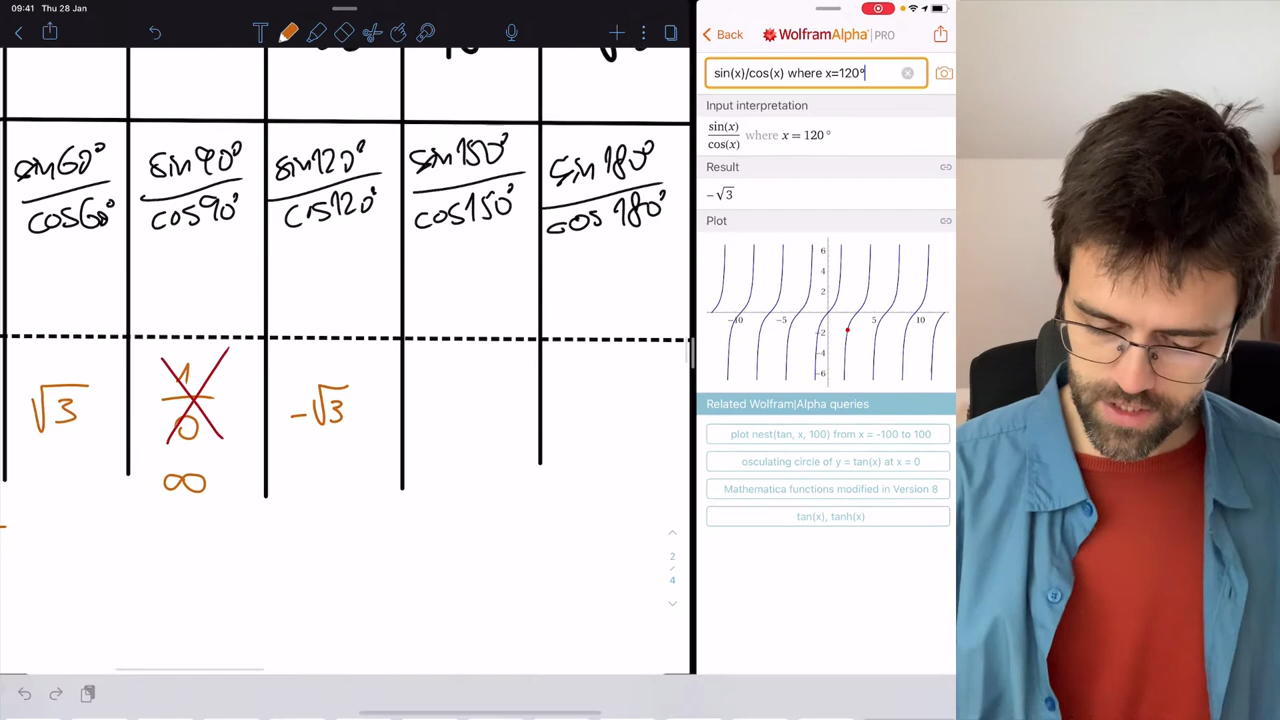 09:41 Thu 28 Jan
T
sin60° sin90° sin120° sin150° sin180°
cos60° cos90° cos120° cos150° cos180°
√3 1 -√3
0
∞
2
/
4
Back WolframAlpha PRO
sin(x)/cos(x) where x=120°
Input interpretation
sin(x)
cos(x) where x = 120 °
Result
-√3
Plot
6
4
2
-10 -5 5 10
-2
-4
-6
Related Wolfram|Alpha queries
plot nest(tan, x, 100) from x = -100 to 100
osculating circle of y = tan(x) at x = 0
Mathematica functions modified in Version 8
tan(x), tanh(x)